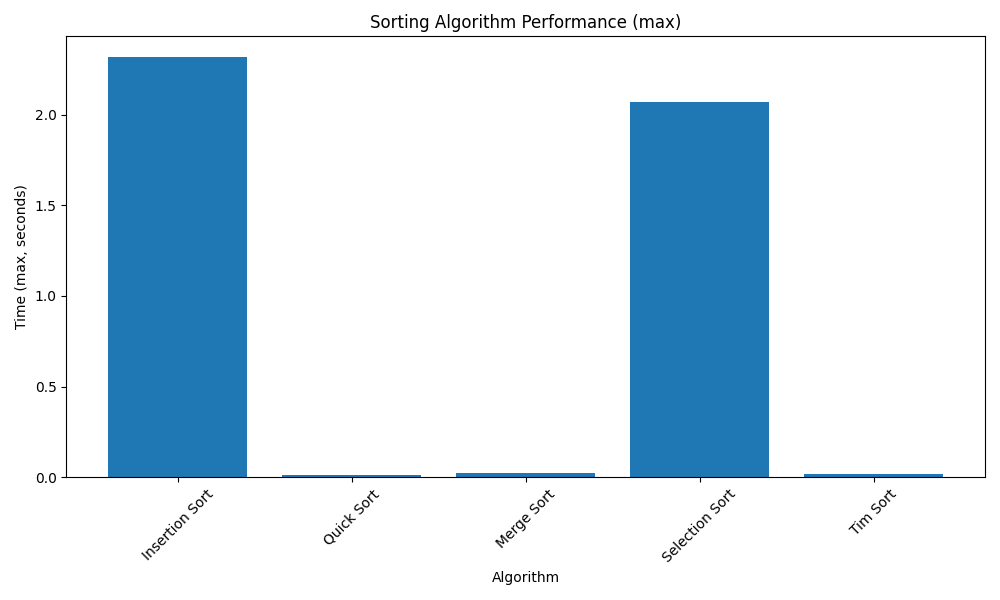 Sorting Algorithm Performance (max)
Time (max, seconds)
2.0
1.5
1.0
0.5
0.0
Insertion Sort
Quick Sort
Merge Sort
Selection Sort
Tim Sort
Algorithm